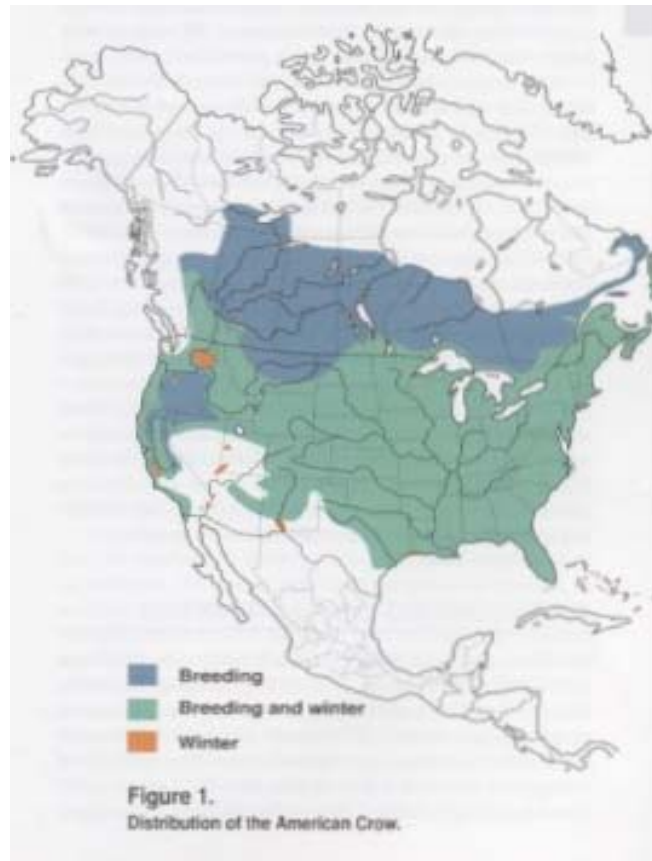 Breeding
Breeding and winter
Winter
Figure 1.
Distribution of the American Crow.